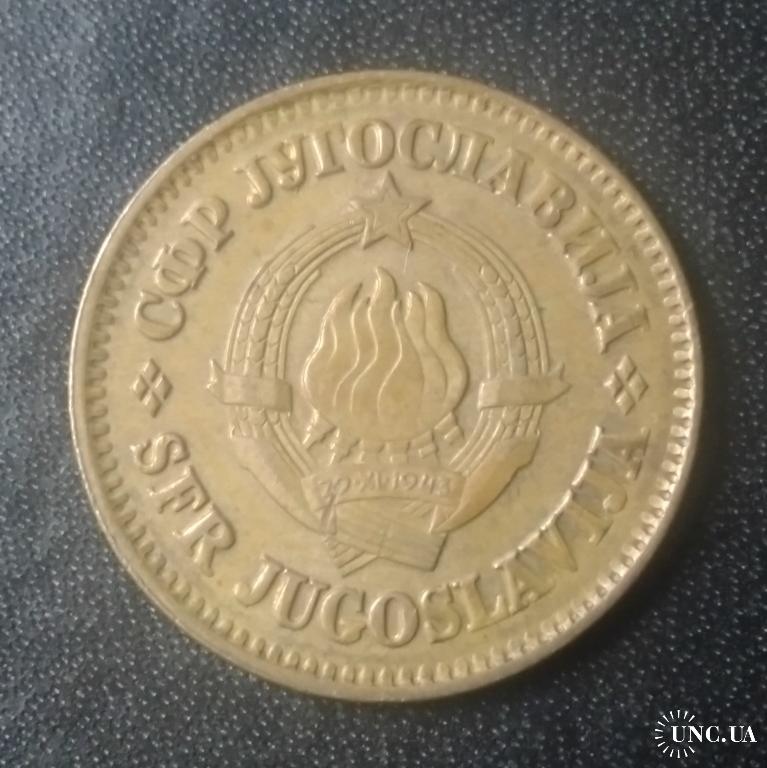 СФР ЈУГОСЛАВИЈА
29·XI·1943
SFR JUGOSLAVIJA
UNC.UA